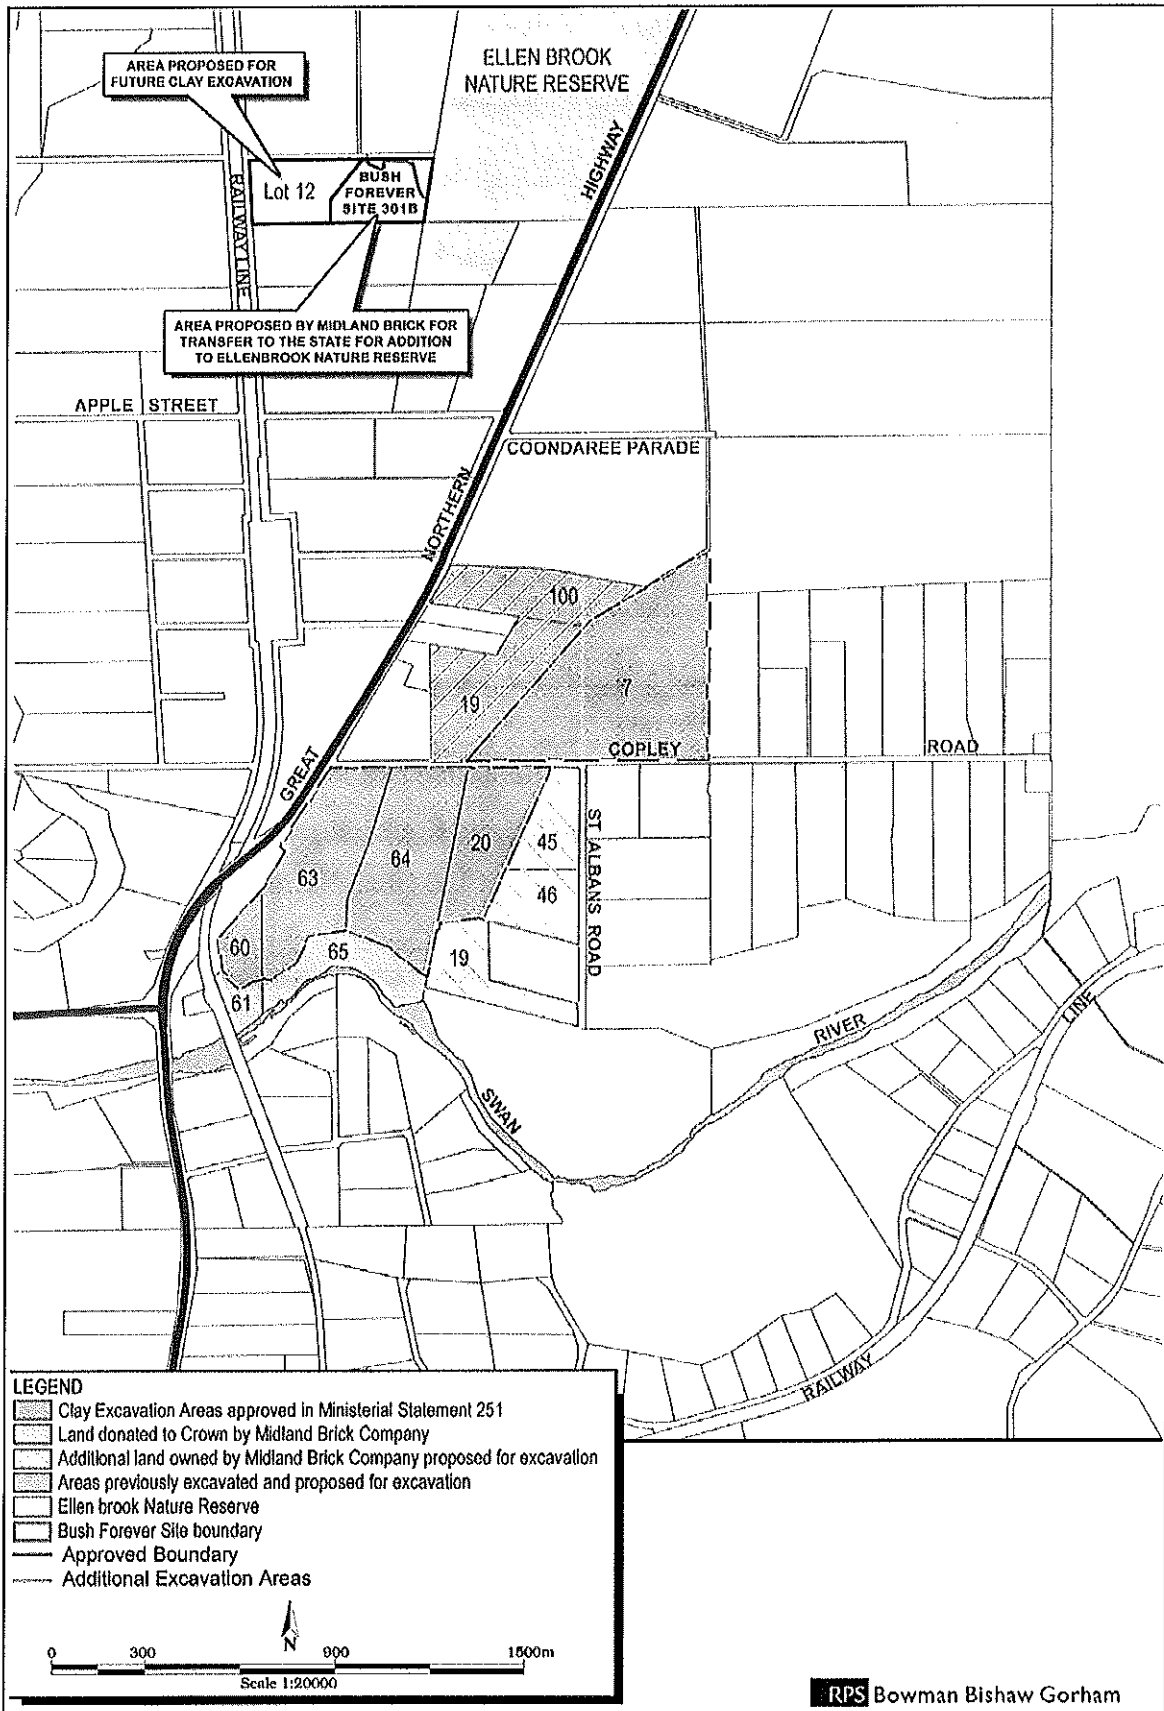 AREA PROPOSED FOR
FUTURE CLAY EXCAVATION
ELLEN BROOK
NATURE RESERVE
HIGHWAY
RAILWAY LINE
Lot 12
BUSH
FOREVER
SITE 301B
AREA PROPOSED BY MIDLAND BRICK FOR
TRANSFER TO THE STATE FOR ADDITION
TO ELLENBROOK NATURE RESERVE
APPLE STREET
COONDAREE PARADE
NORTHERN
100
7
19
COPLEY
ROAD
GREAT
ST ALBANS ROAD
20
45
64
63
46
60
65
19
61
RIVER
LINE
SWAN
RAILWAY
LEGEND
Clay Excavation Areas approved in Ministerial Statement 251
Land donated to Crown by Midland Brick Company
Additional land owned by Midland Brick Company proposed for excavation
Areas previously excavated and proposed for excavation
Ellen brook Nature Reserve
Bush Forever Site boundary
Approved Boundary
Additional Excavation Areas
N
0 300 900 1500m
Scale 1:20000
RPS Bowman Bishaw Gorham